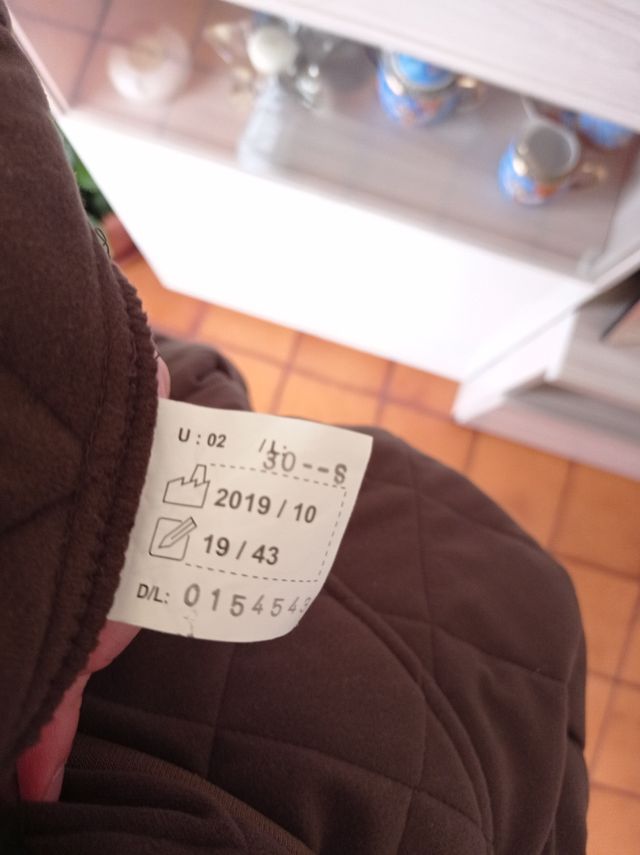 U : 02 /L:
30--S
2019 / 10
19 / 43
D/L: 0154543